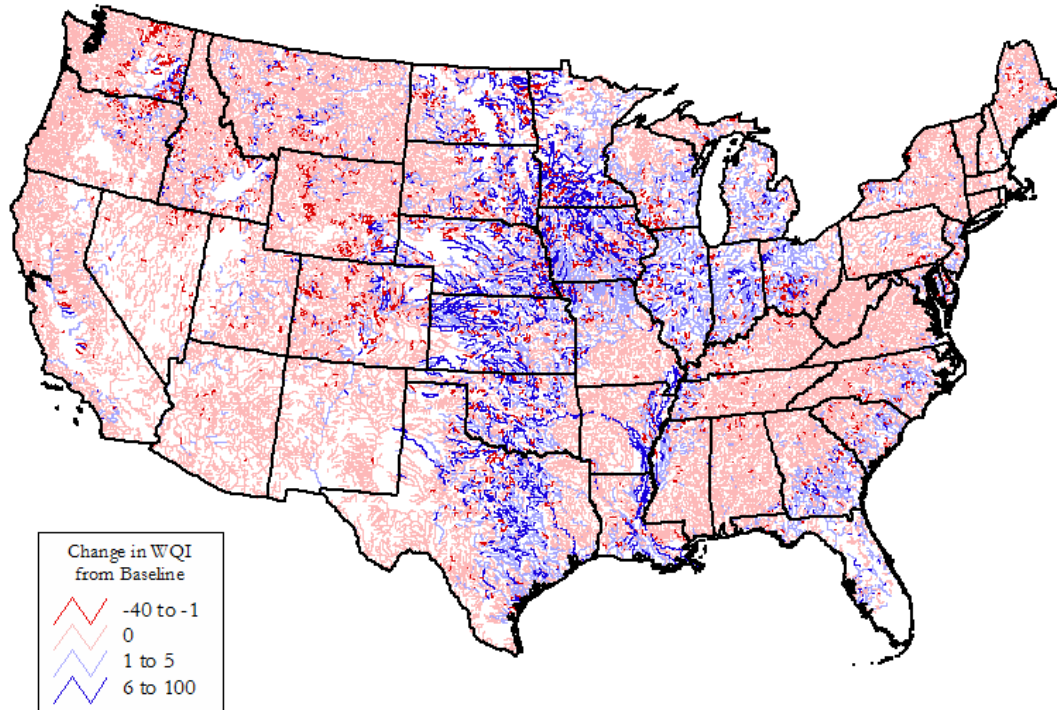 Change in WQI
from Baseline
-40 to -1
0
1 to 5
6 to 100